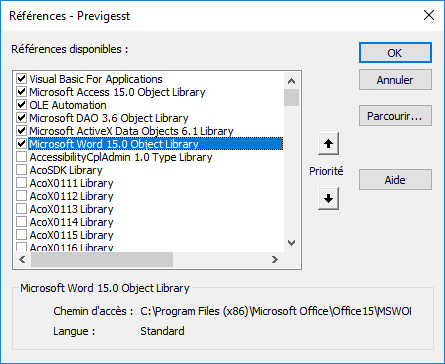 Références - Previgesst
Références disponibles :
OK
Visual Basic For Applications
Microsoft Access 15.0 Object Library
OLE Automation
Microsoft DAO 3.6 Object Library
Microsoft ActiveX Data Objects 6.1 Library
Microsoft Word 15.0 Object Library
AccessibilityCplAdmin 1.0 Type Library
AcoSDK Library
AcoX0111 Library
AcoX0112 Library
AcoX0113 Library
AcoX0114 Library
AcoX0115 Library
AcoX0116 Library
Annuler
Parcourir...
Priorité
Aide
Microsoft Word 15.0 Object Library
Chemin d'accès : C:\Program Files (x86)\Microsoft Office\Office15\MSWOI
Langue : Standard